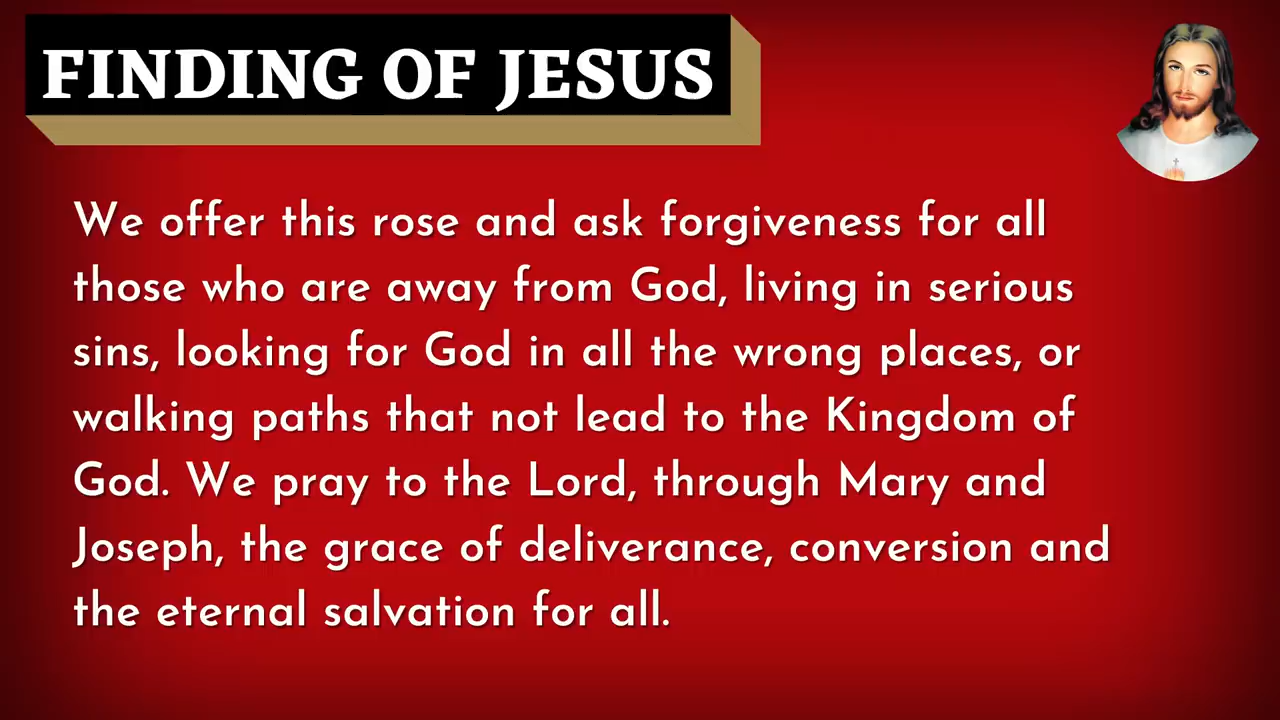 FINDING OF JESUS
We offer this rose and ask forgiveness for all
those who are away from God, living in serious
sins, looking for God in all the wrong places, or
walking paths that not lead to the Kingdom of
God. We pray to the Lord, through Mary and
Joseph, the grace of deliverance, conversion and
the eternal salvation for all.